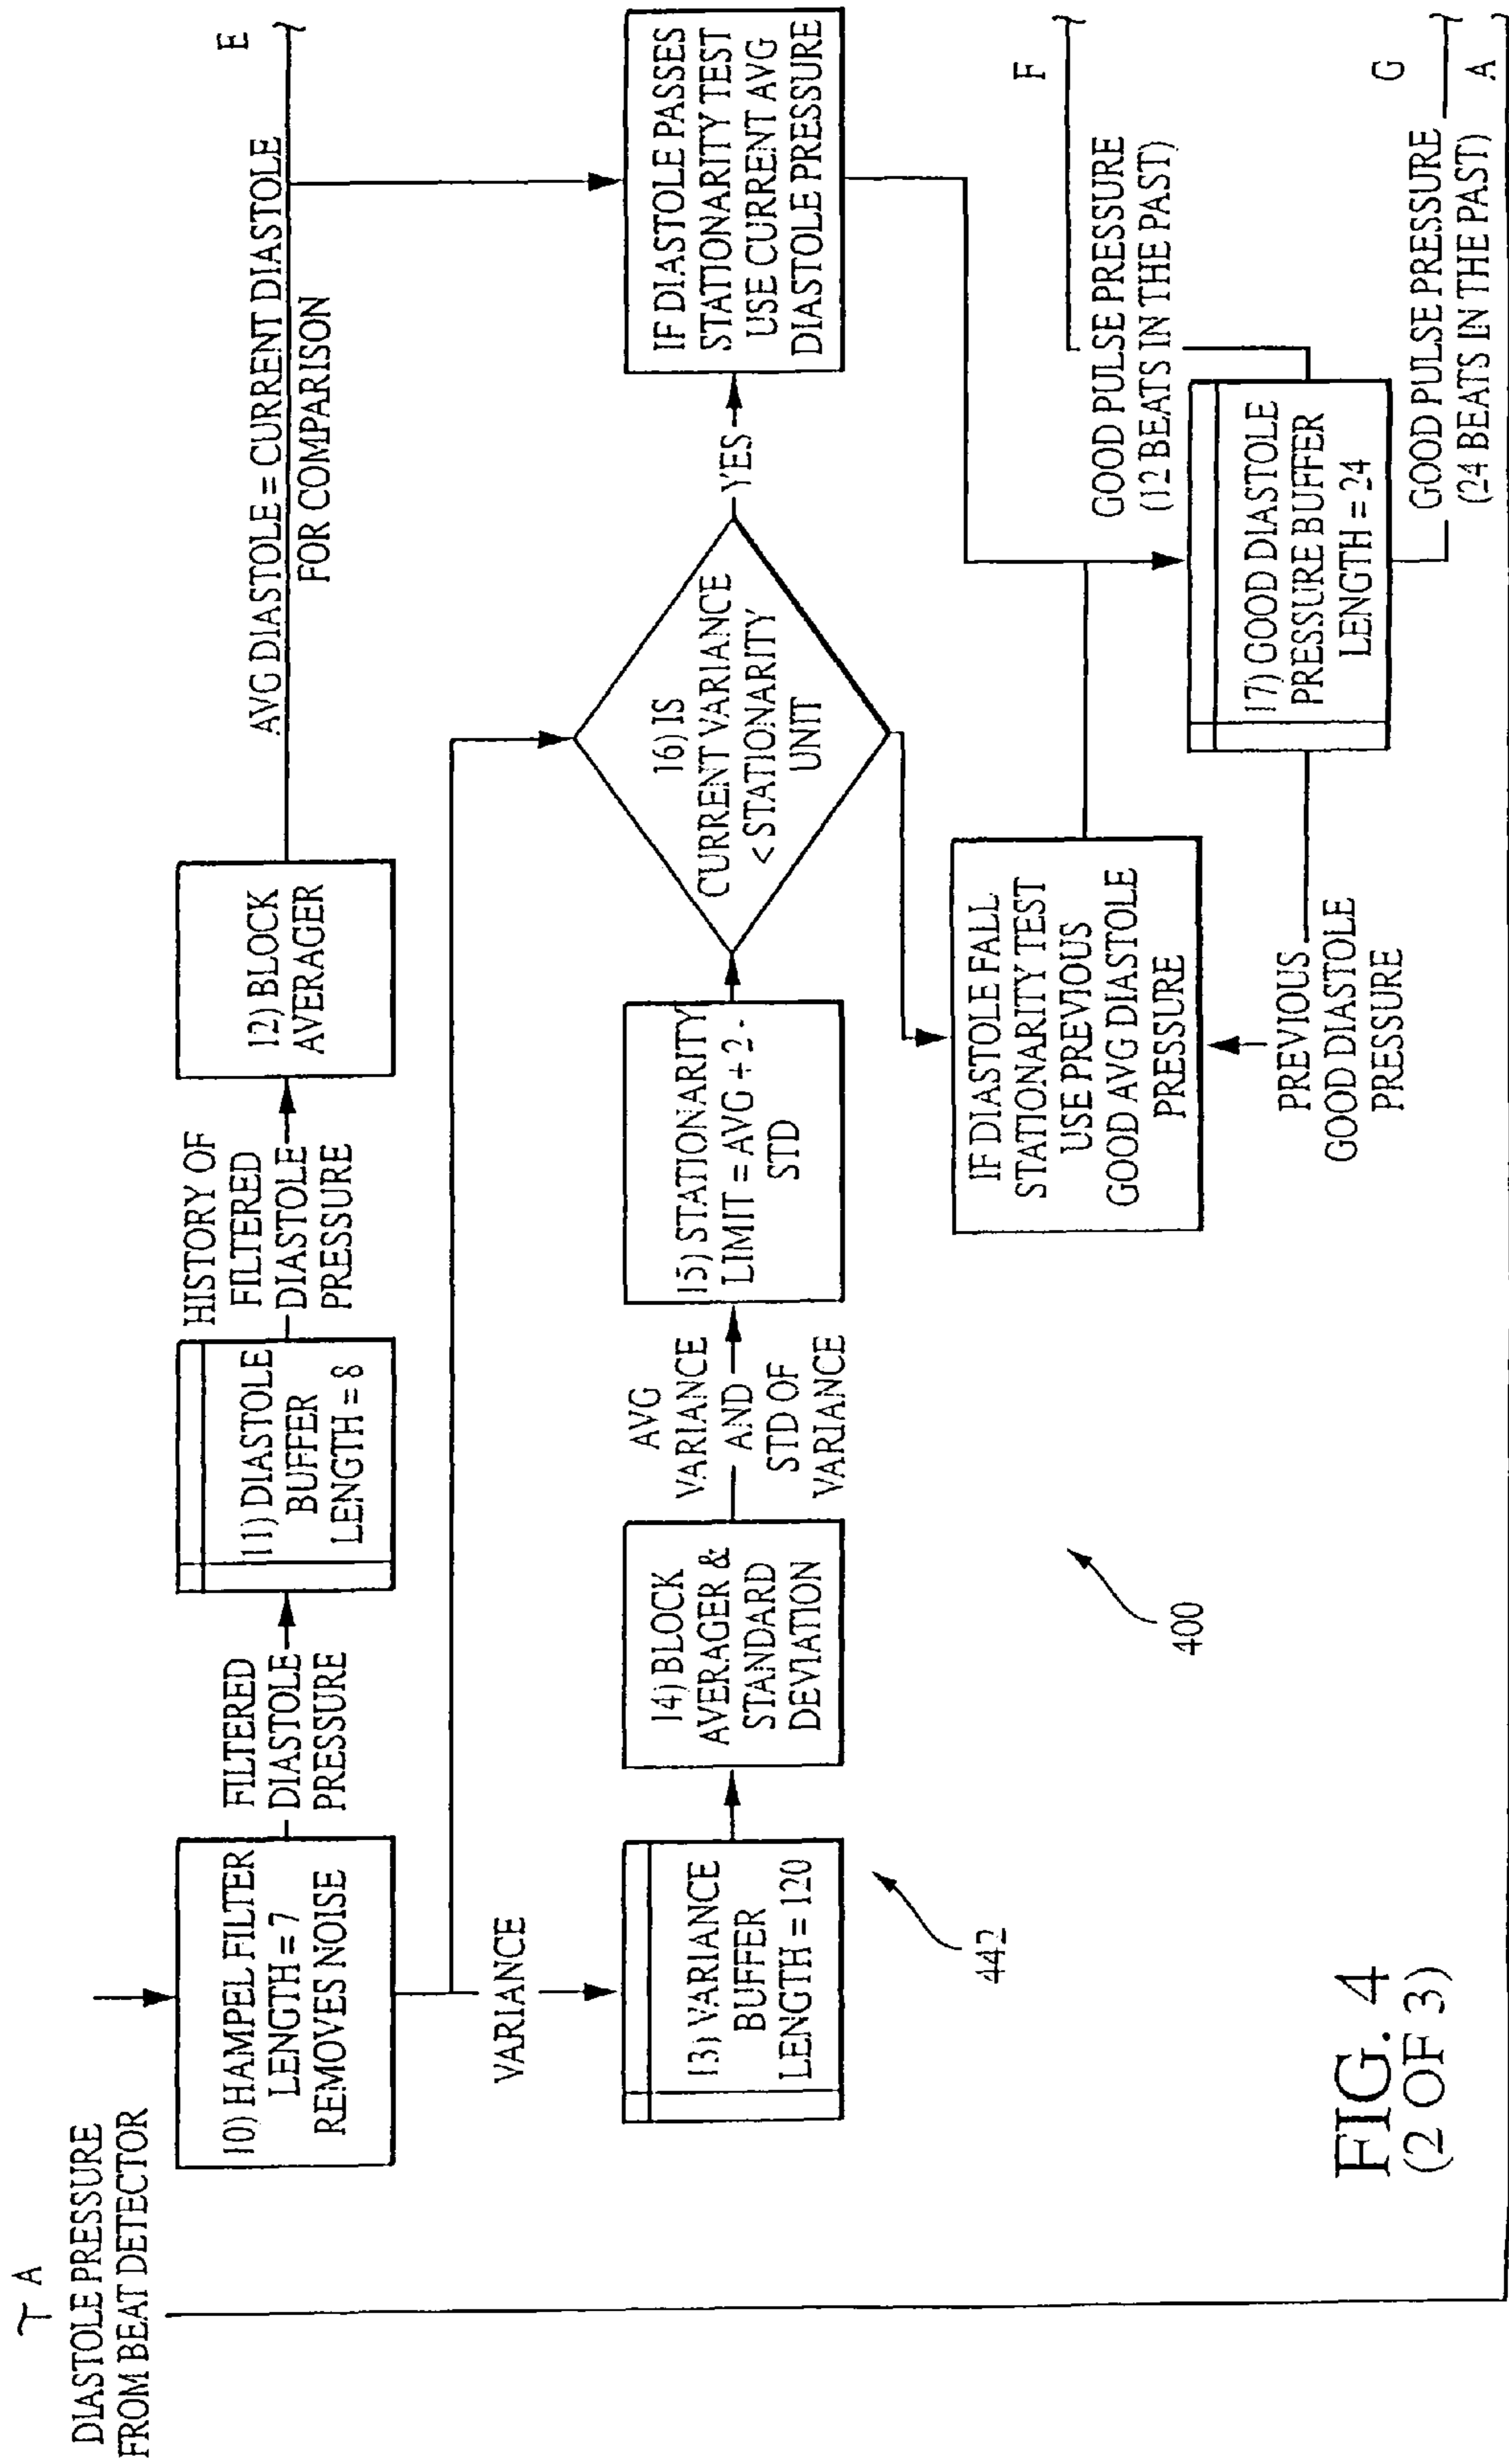 A
DIASTOLE PRESSURE
FROM BEAT DETECTOR
10) HAMPEL FILTER
LENGTH = 7
REMOVES NOISE
FILTERED
DIASTOLE
PRESSURE
11) DIASTOLE
BUFFER
LENGTH = 8
HISTORY OF
FILTERED
DIASTOLE
PRESSURE
12) BLOCK
AVERAGER
AVG DIASTOLE = CURRENT DIASTOLE
FOR COMPARISON
E
VARIANCE
13) VARIANCE
BUFFER
LENGTH = 120
14) BLOCK
AVERAGER &
STANDARD
DEVIATION
AVG
VARIANCE
AND
STD OF
VARIANCE
15) STATIONARITY
LIMIT = AVG + 2 -
STD
16) IS
CURRENT VARIANCE
< STATIONARITY
UNIT
YES
IF DIASTOLE PASSES
STATIONARITY TEST
USE CURRENT AVG
DIASTOLE PRESSURE
IF DIASTOLE FALL
STATIONARITY TEST
USE PREVIOUS
GOOD AVG DIASTOLE
PRESSURE
PREVIOUS
GOOD DIASTOLE
PRESSURE
17) GOOD DIASTOLE
PRESSURE BUFFER
LENGTH = 24
GOOD PULSE PRESSURE
(12 BEATS IN THE PAST)
F
GOOD PULSE PRESSURE
(24 BEATS IN THE PAST)
G
A
442
400
FIG. 4
(2 OF 3)